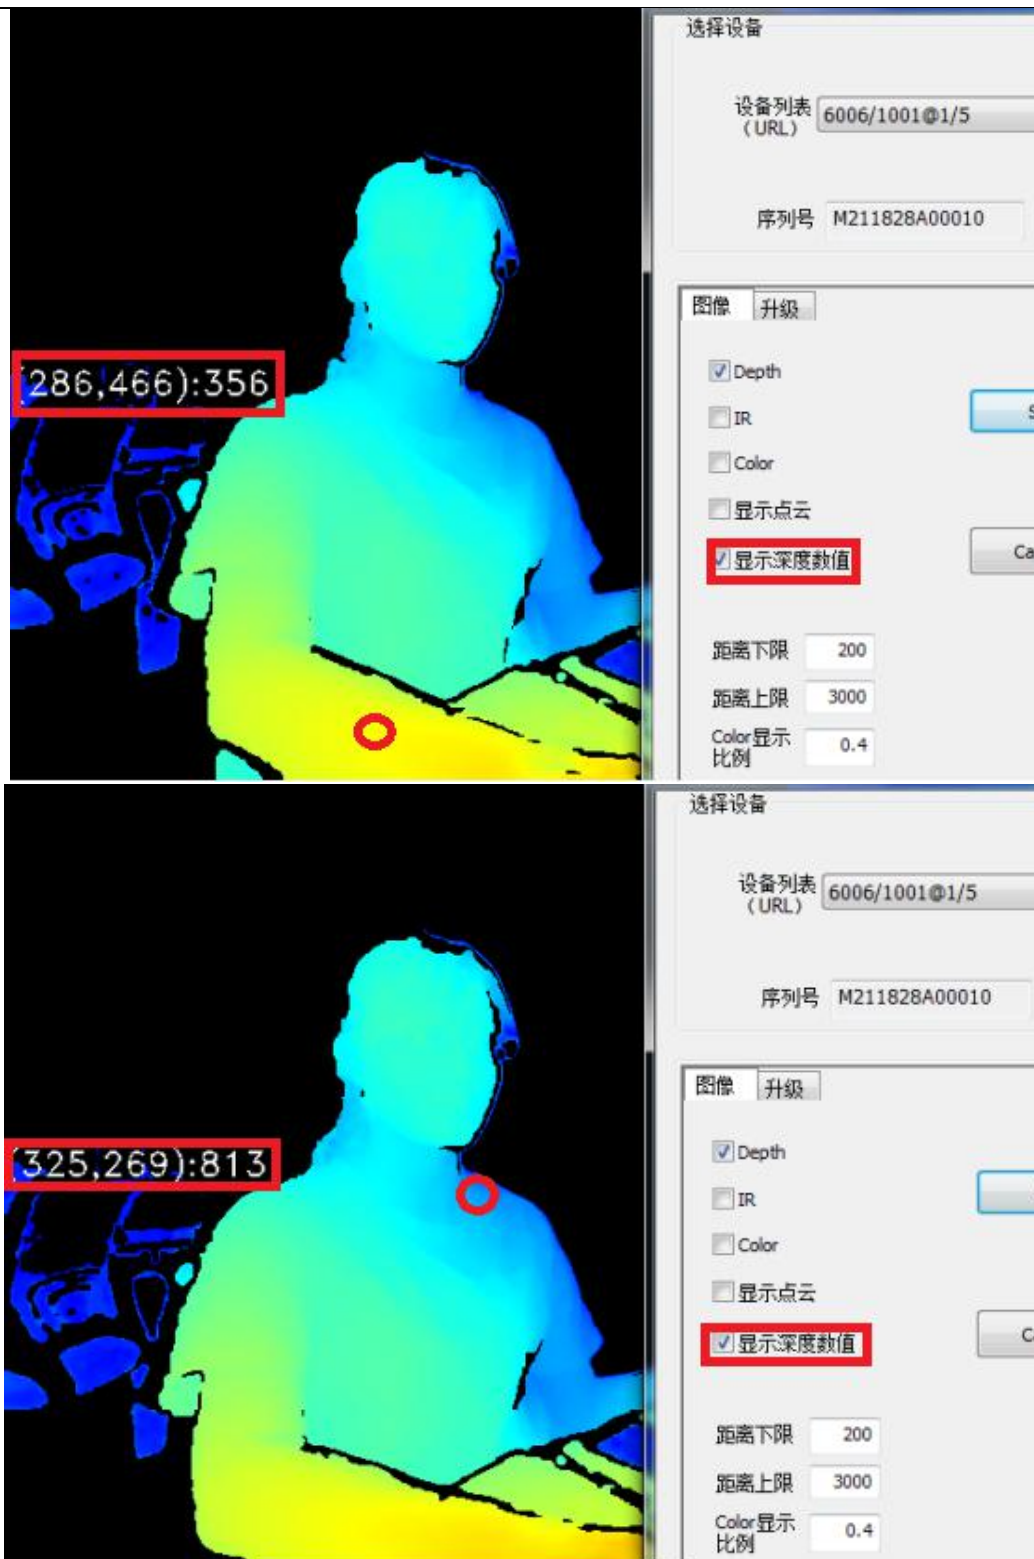 选择设备
设备列表
(URL)
6006/1001@1/5
序列号
M211828A00010
图像
升级
(286,466):356
Depth
IR
Color
显示点云
显示深度数值
Ca
距离下限
200
距离上限
3000
Color显示
比例
0.4
选择设备
设备列表
(URL)
6006/1001@1/5
序列号
M211828A00010
图像
升级
(325,269):813
Depth
IR
Color
显示点云
显示深度数值
距离下限
200
距离上限
3000
Color显示
比例
0.4